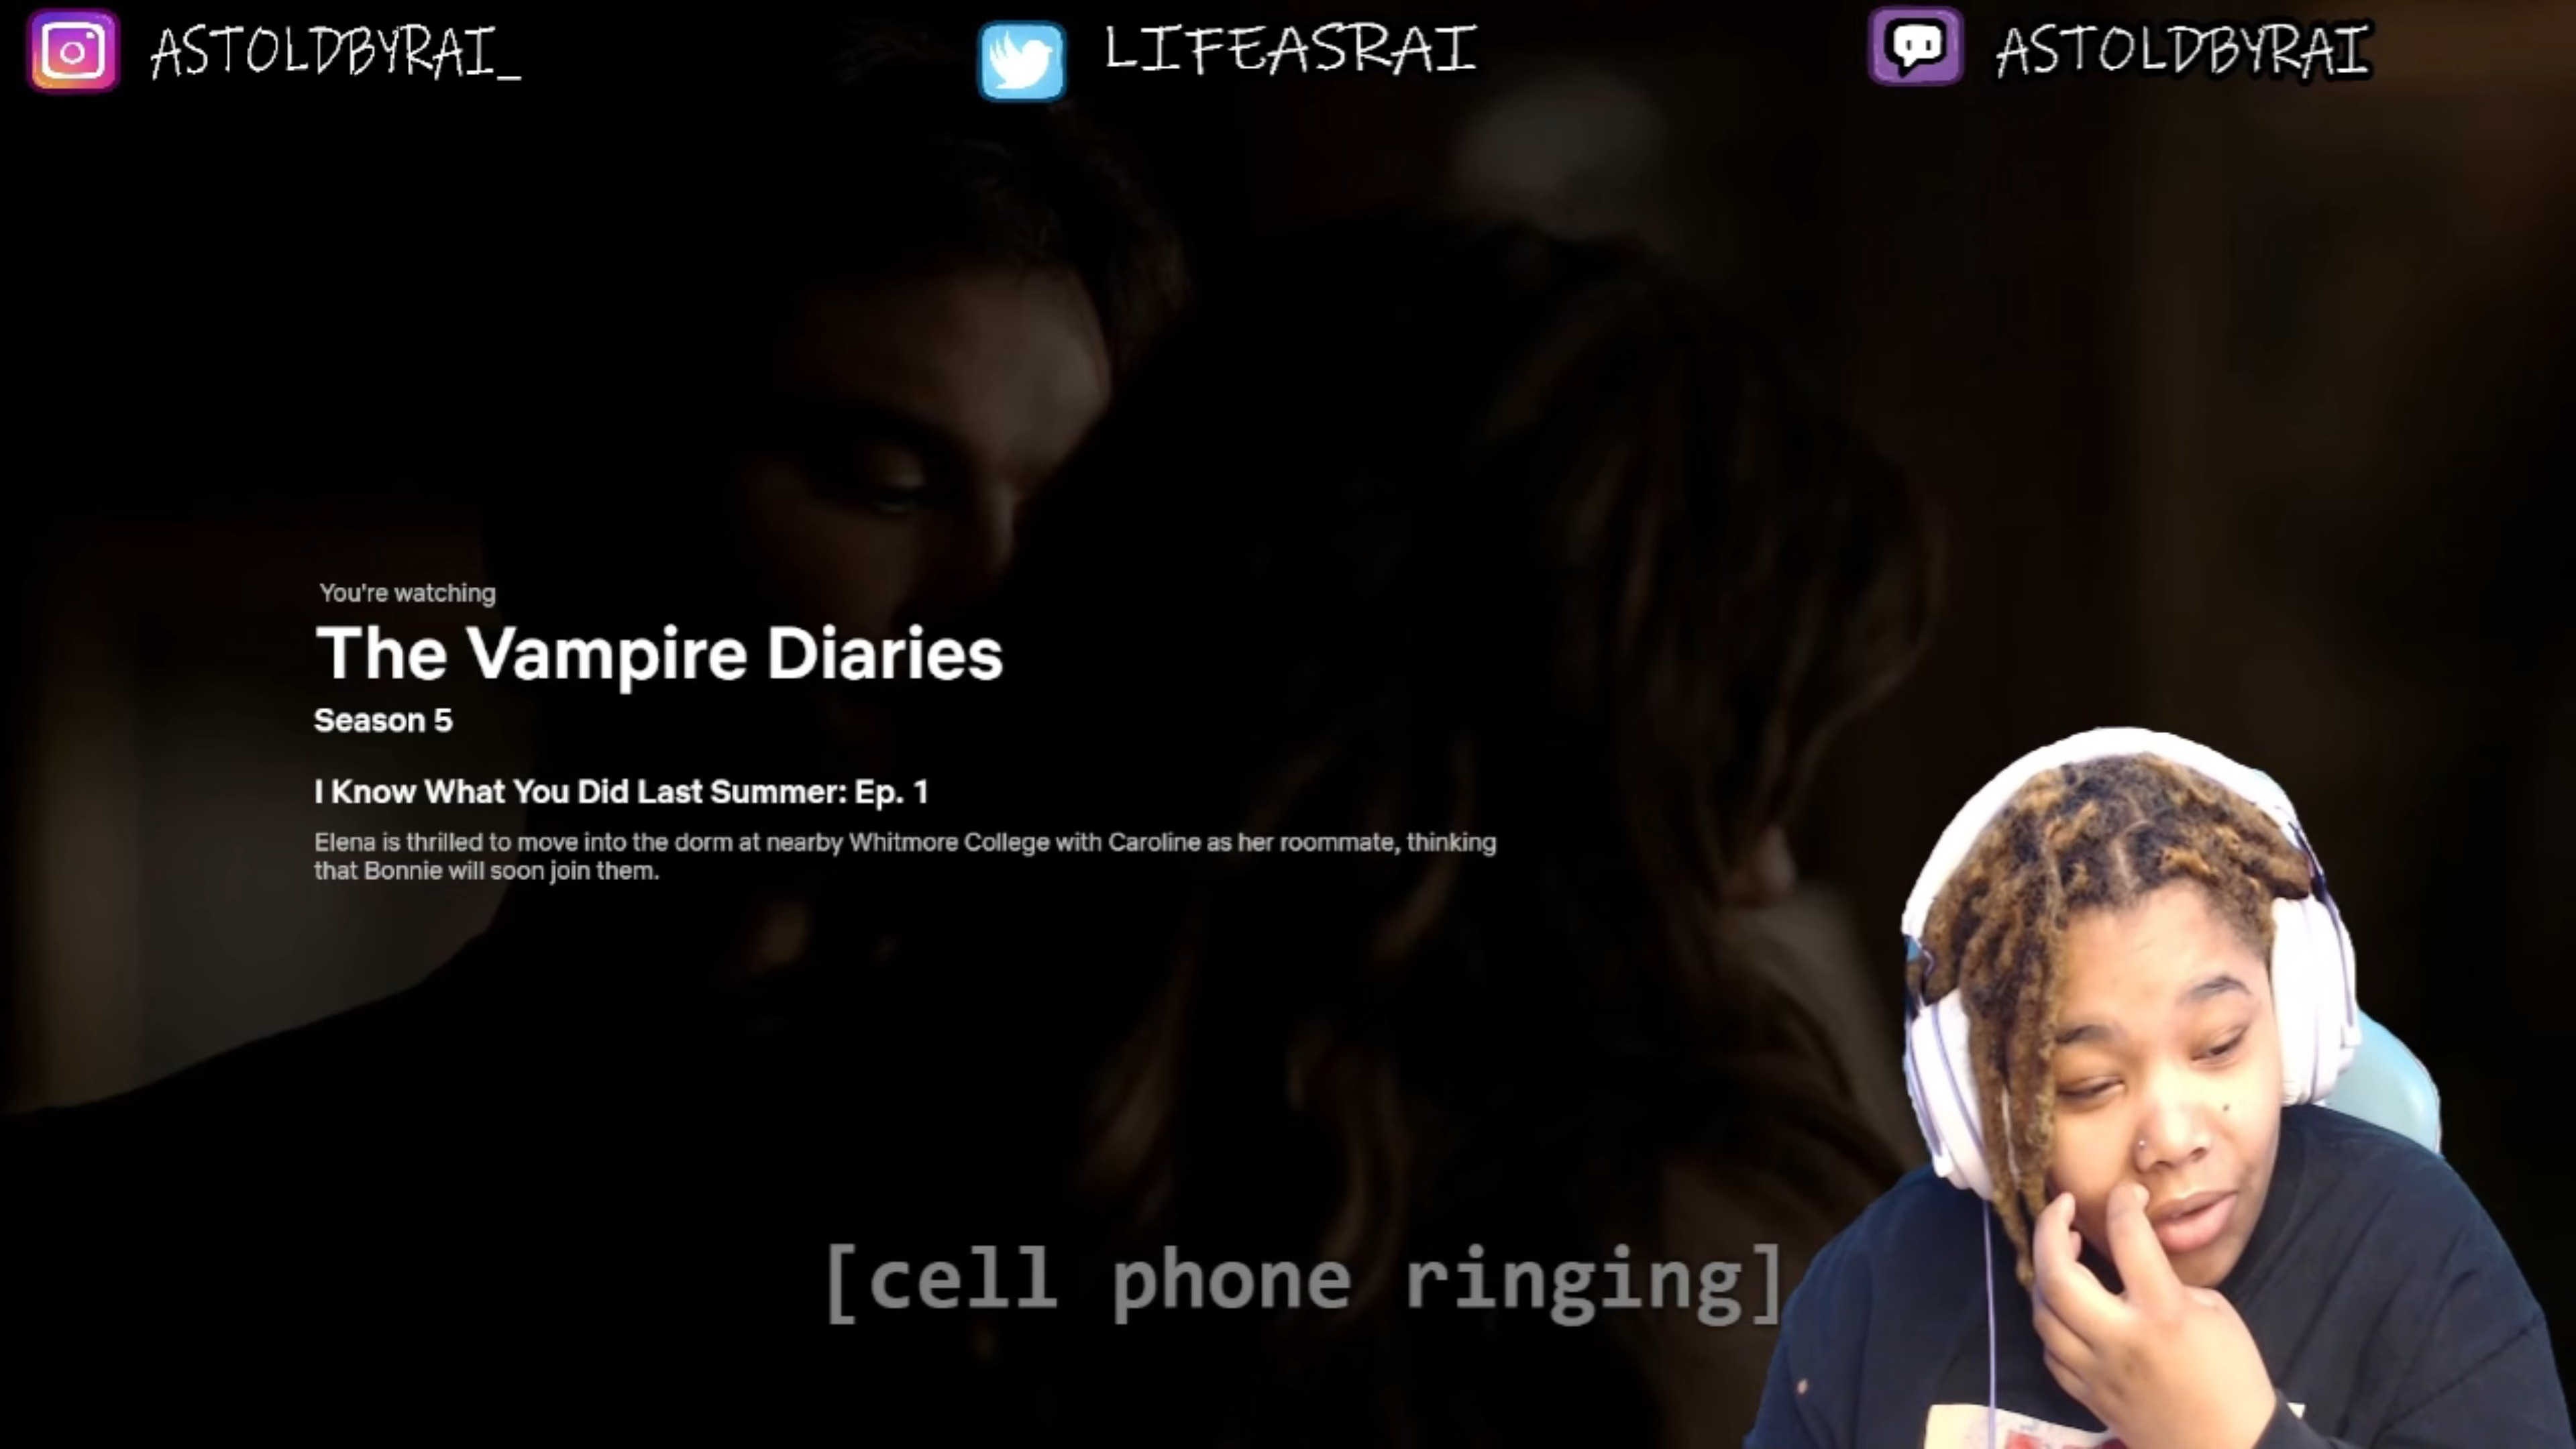 ASTOLDBYRAI_
LIFEASRAI
ASTOLDBYRAI
You're watching
The Vampire Diaries
Season 5
I Know What You Did Last Summer: Ep. 1
Elena is thrilled to move into the dorm at nearby Whitmore College with Caroline as her roommate, thinking
that Bonnie will soon join them.
[cell phone ringing]